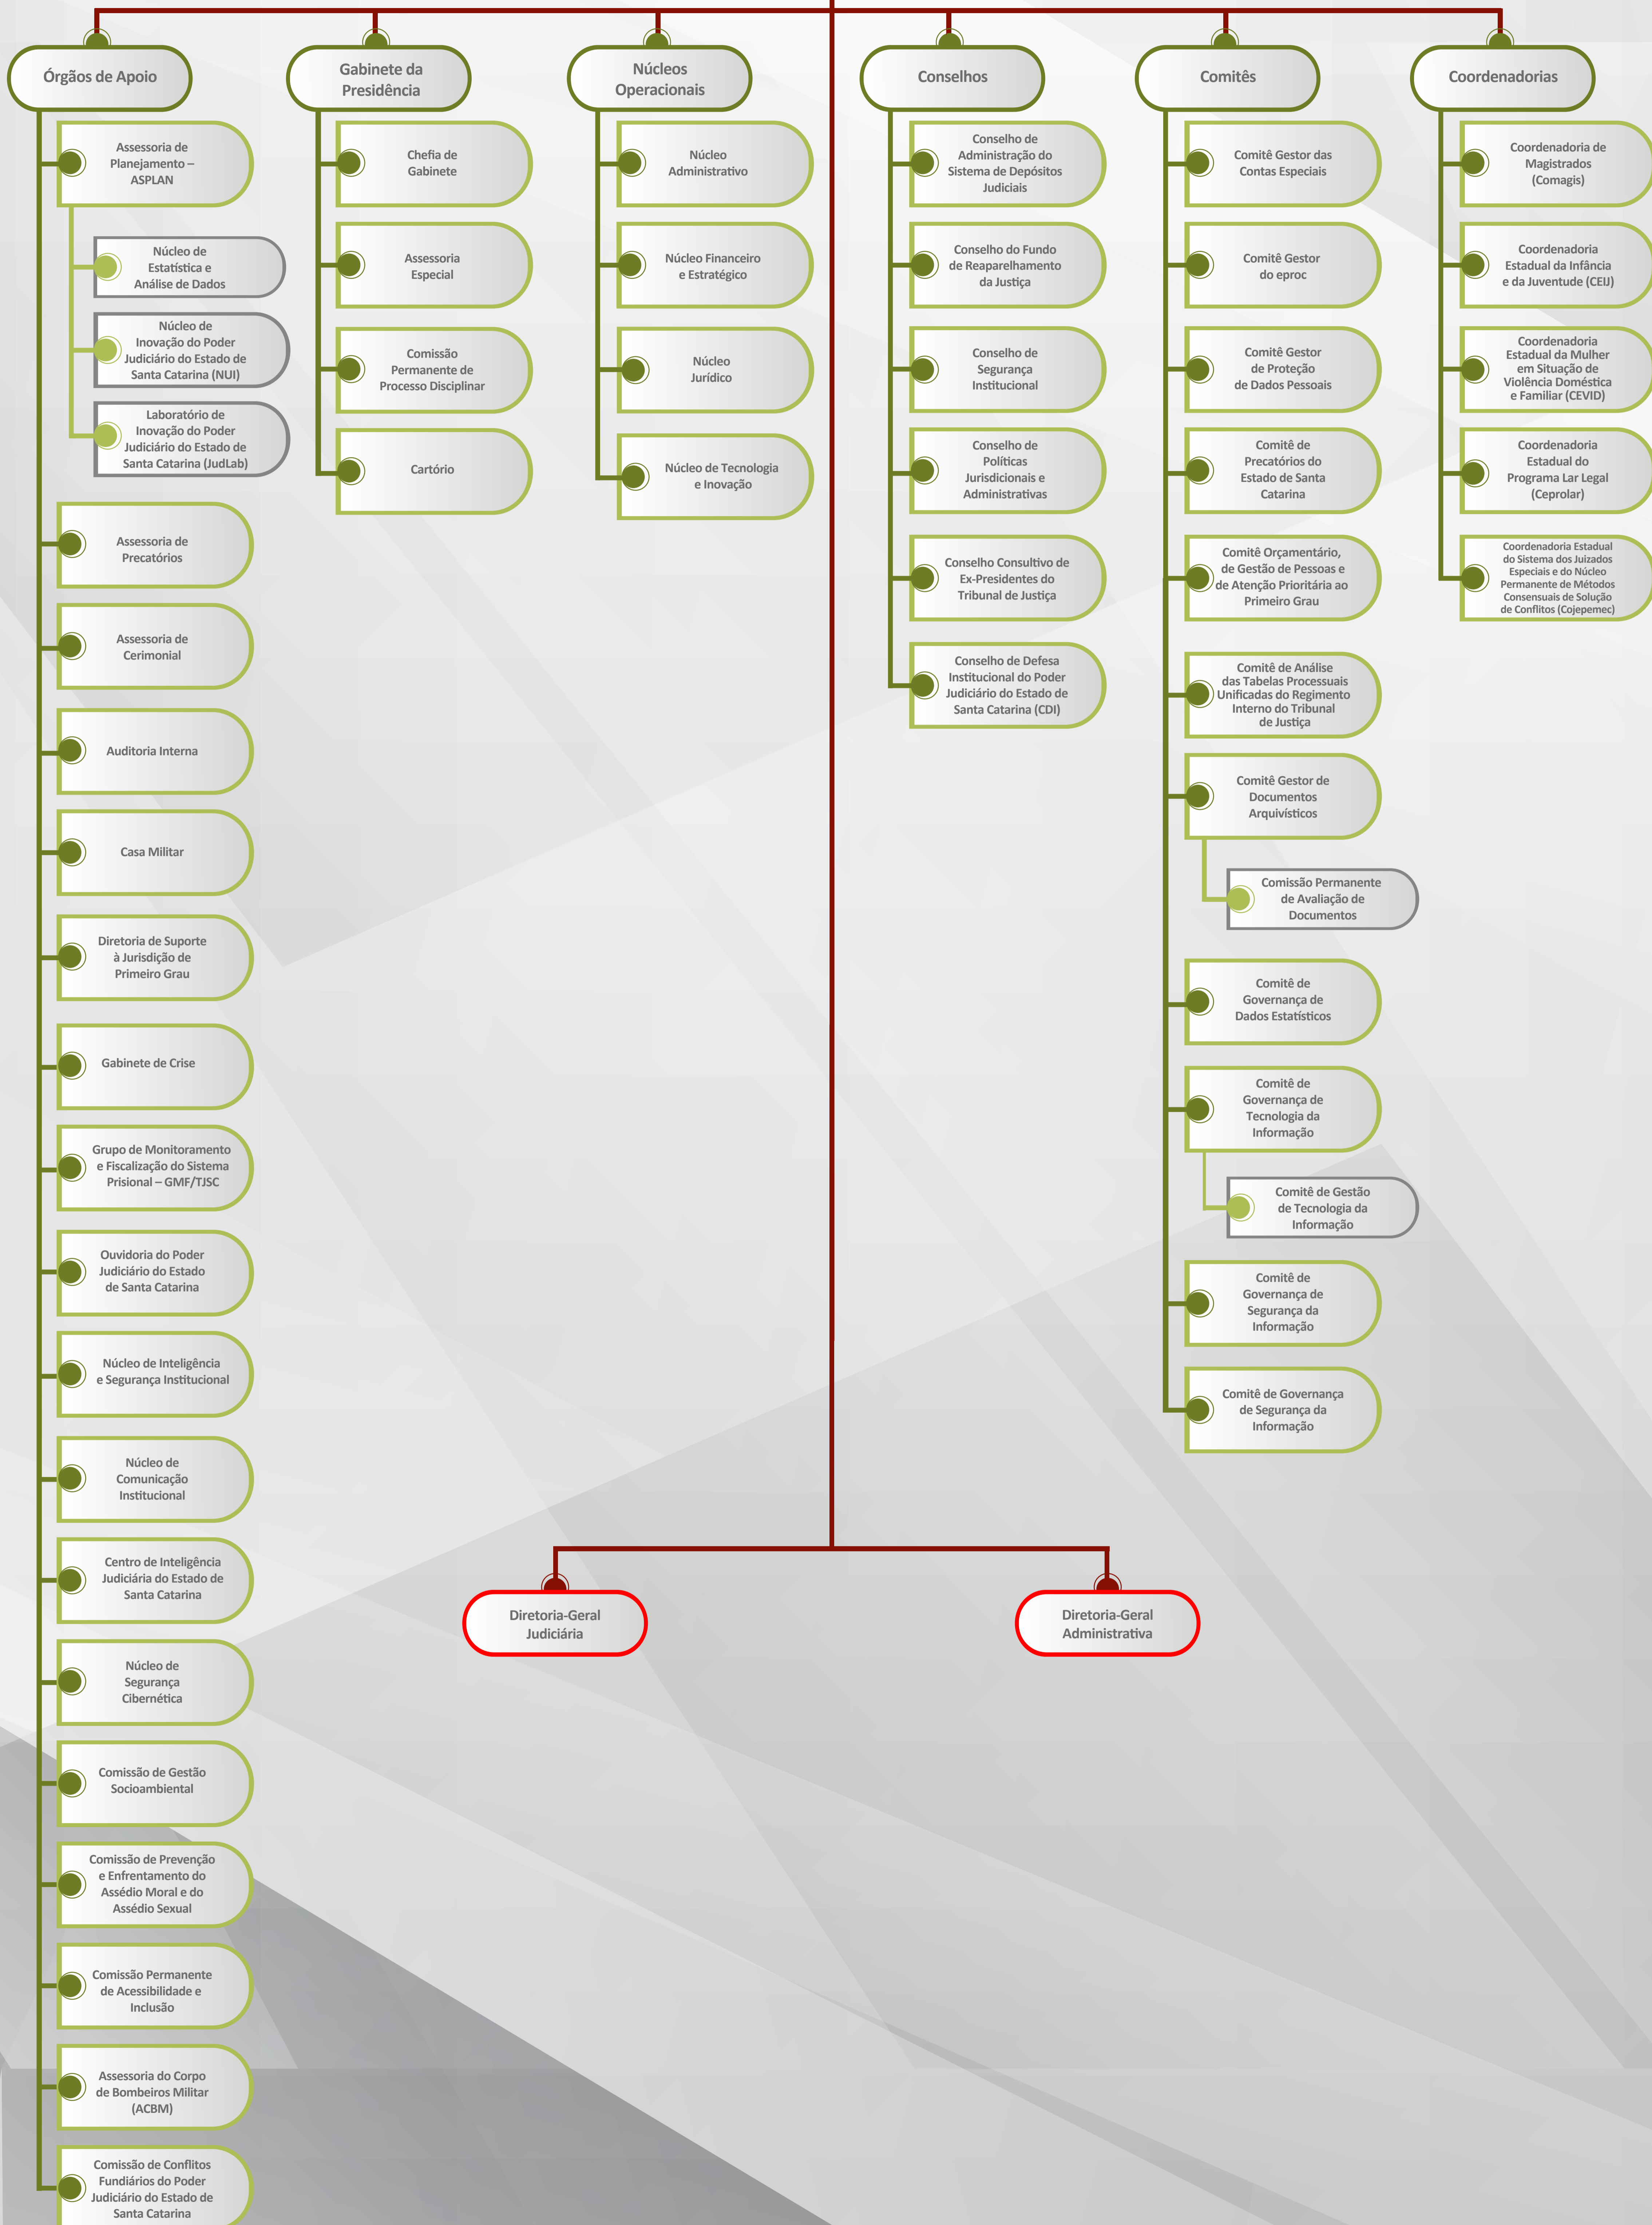 Órgãos de Apoio
Assessoria de
Planejamento –
ASPLAN
Núcleo de
Estatística e
Análise de Dados
Núcleo de
Inovação do Poder
Judiciário do Estado de
Santa Catarina (NUI)
Laboratório de
Inovação do Poder
Judiciário do Estado de
Santa Catarina (JudLab)
Assessoria de
Precatórios
Assessoria de
Cerimonial
Auditoria Interna
Casa Militar
Diretoria de Suporte
à Jurisdição de
Primeiro Grau
Gabinete de Crise
Grupo de Monitoramento
e Fiscalização do Sistema
Prisional – GMF/TJSC
Ouvidoria do Poder
Judiciário do Estado
de Santa Catarina
Núcleo de Inteligência
e Segurança Institucional
Núcleo de
Comunicação
Institucional
Centro de Inteligência
Judiciária do Estado de
Santa Catarina
Núcleo de
Segurança
Cibernética
Comissão de Gestão
Socioambiental
Comissão de Prevenção
e Enfrentamento do
Assédio Moral e do
Assédio Sexual
Comissão Permanente
de Acessibilidade e
Inclusão
Assessoria do Corpo
de Bombeiros Militar
(ACBM)
Comissão de Conflitos
Fundiários do Poder
Judiciário do Estado de
Santa Catarina
Gabinete da
Presidência
Chefia de
Gabinete
Assessoria
Especial
Comissão
Permanente de
Processo Disciplinar
Cartório
Núcleos
Operacionais
Núcleo
Administrativo
Núcleo Financeiro
e Estratégico
Núcleo
Jurídico
Núcleo de Tecnologia
e Inovação
Conselhos
Conselho de
Administração do
Sistema de Depósitos
Judiciais
Conselho do Fundo
de Reaparelhamento
da Justiça
Conselho de
Segurança
Institucional
Conselho de
Políticas
Jurisdicionais e
Administrativas
Conselho Consultivo de
Ex-Presidentes do
Tribunal de Justiça
Conselho de Defesa
Institucional do Poder
Judiciário do Estado de
Santa Catarina (CDI)
Comitês
Comitê Gestor das
Contas Especiais
Comitê Gestor
do eproc
Comitê Gestor
de Proteção
de Dados Pessoais
Comitê de
Precatórios do
Estado de Santa
Catarina
Comitê Orçamentário,
de Gestão de Pessoas e
de Atenção Prioritária ao
Primeiro Grau
Comitê de Análise
das Tabelas Processuais
Unificadas do Regimento
Interno do Tribunal
de Justiça
Comitê Gestor de
Documentos
Arquivísticos
Comissão Permanente
de Avaliação de
Documentos
Comitê de
Governança de
Dados Estatísticos
Comitê de
Governança de
Tecnologia da
Informação
Comitê de Gestão
de Tecnologia da
Informação
Comitê de
Governança de
Segurança da
Informação
Comitê de Governança
de Segurança da
Informação
Coordenadorias
Coordenadoria de
Magistrados
(Comagis)
Coordenadoria
Estadual da Infância
e da Juventude (CEIJ)
Coordenadoria
Estadual da Mulher
em Situação de
Violência Doméstica
e Familiar (CEVID)
Coordenadoria
Estadual do
Programa Lar Legal
(Ceprolar)
Coordenadoria Estadual
do Sistema dos Juizados
Especiais e do Núcleo
Permanente de Métodos
Consensuais de Solução
de Conflitos (Cojepemec)
Diretoria-Geral
Judiciária
Diretoria-Geral
Administrativa